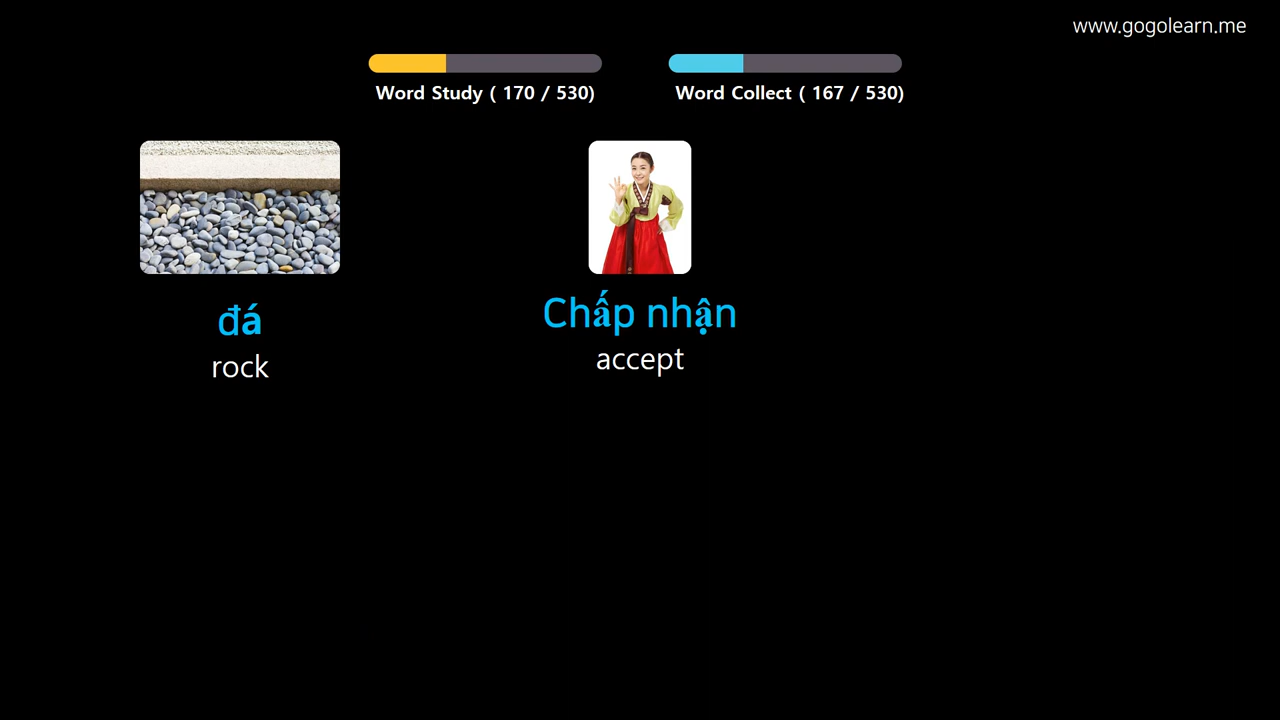 www.gogolearn.me
Word Study ( 170 / 530)
Word Collect ( 167 / 530)
đá
rock
Chấp nhận
accept